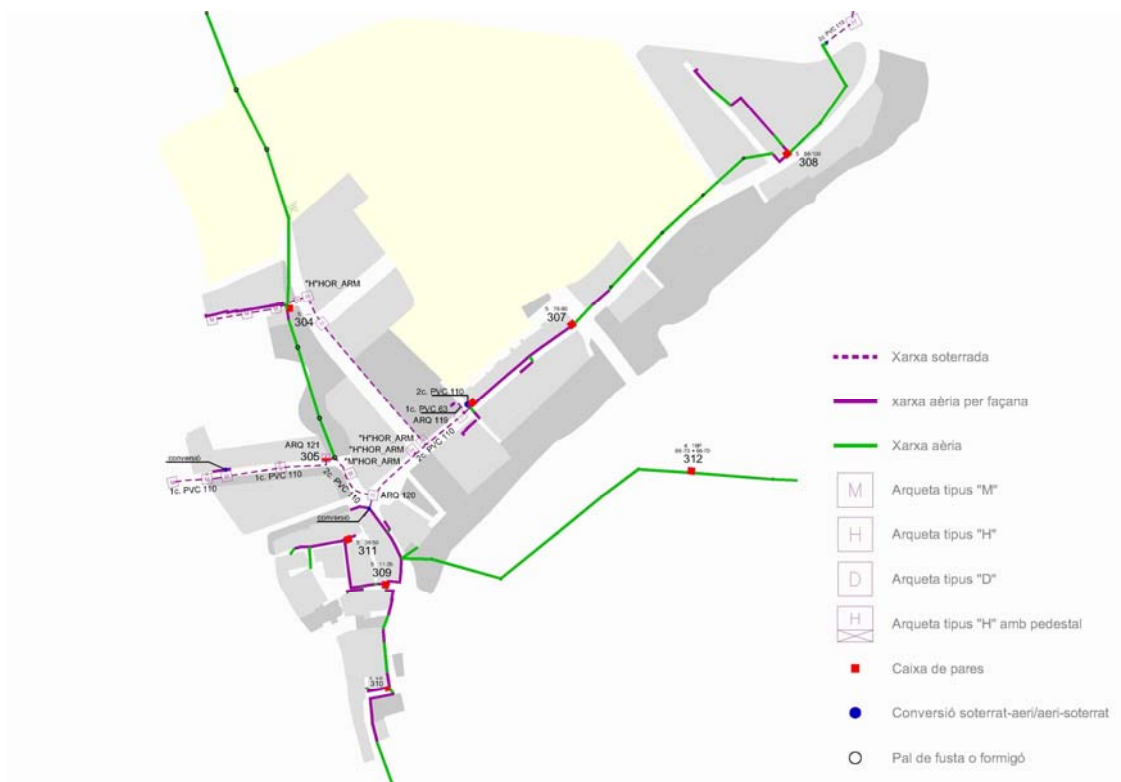 2c. PVC 110
H
308
"H"HOR_ARM
304
307
2c. PVC 110
1c. PVC 63
ARQ 119
2c. PVC 110
"H"HOR_ARM
"H"HOR_ARM
"M"HOR_ARM
ARQ 121
305
CONVERSIÓ
1c. PVC 110
1c. PVC 110
2c. PVC 110
ARQ 120
CONVERSIÓ
312
311
309
310
Xarxa soterrada
xarxa aèria per façana
Xarxa aèria
M
Arqueta tipus "M"
H
Arqueta tipus "H"
D
Arqueta tipus "D"
H
Arqueta tipus "H" amb pedestal
Caixa de pares
Conversió soterrat-aeri/aeri-soterrat
Pal de fusta o formigó